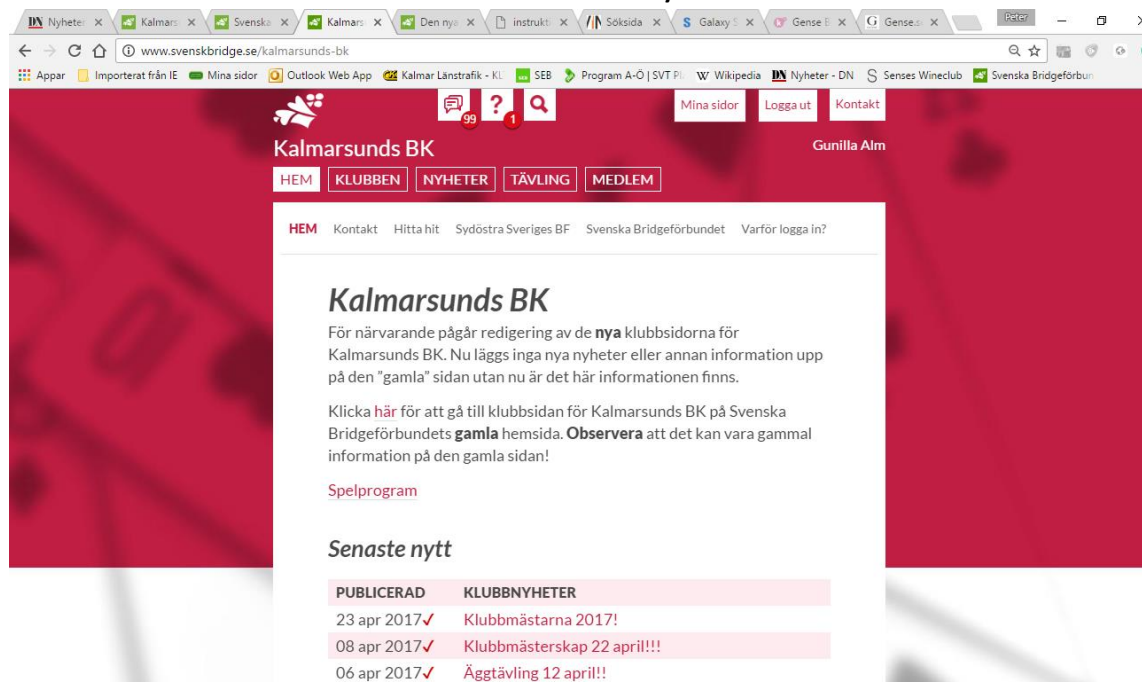 Nyheter Kalmars Svenska Kalmars Den nya instrukti Söksida Galaxy S Gense B Gense.s Peter
www.svenskbridge.se/kalmarsunds-bk
Appar Importerat från IE Mina sidor Outlook Web App Kalmar Länstrafik - KL SEB Program A-Ö | SVT Pl Wikipedia Nyheter - DN Senses Wineclub Svenska Bridgeförbun
99 ? 1 Mina sidor Logga ut Kontakt
Kalmarsunds BK Gunilla Alm
HEM KLUBBEN NYHETER TÄVLING MEDLEM
HEM Kontakt Hitta hit Sydöstra Sveriges BF Svenska Bridgeförbundet Varför logga in?
Kalmarsunds BK
För närvarande pågår redigering av de nya klubbsidorna för
Kalmarsunds BK. Nu läggs inga nya nyheter eller annan information upp
på den "gamla" sidan utan nu är det här informationen finns.
Klicka här för att gå till klubbsidan för Kalmarsunds BK på Svenska
Bridgeförbundets gamla hemsida. Observera att det kan vara gammal
information på den gamla sidan!
Spelprogram
Senaste nytt
PUBLICERAD KLUBBNYHETER
23 apr 2017✓ Klubbmästarna 2017!
08 apr 2017✓ Klubbmästerskap 22 april!!!
06 apr 2017✓ Äggtävling 12 april!!